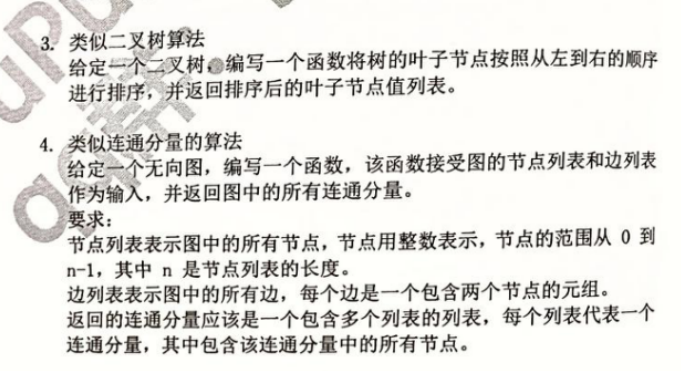 3. 类似二叉树算法
给定一个二叉树，编写一个函数将树的叶子节点按照从左到右的顺序
进行排序，并返回排序后的叶子节点值列表。
4. 类似连通分量的算法
给定一个无向图，编写一个函数，该函数接受图的节点列表和边列表
作为输入，并返回图中的所有连通分量。
要求：
节点列表表示图中的所有节点，节点用整数表示，节点的范围从 0 到
n-1，其中 n 是节点列表的长度。
边列表表示图中的所有边，每个边是一个包含两个节点的元组。
返回的连通分量应该是一个包含多个列表的列表，每个列表代表一个
连通分量，其中包含该连通分量中的所有节点。